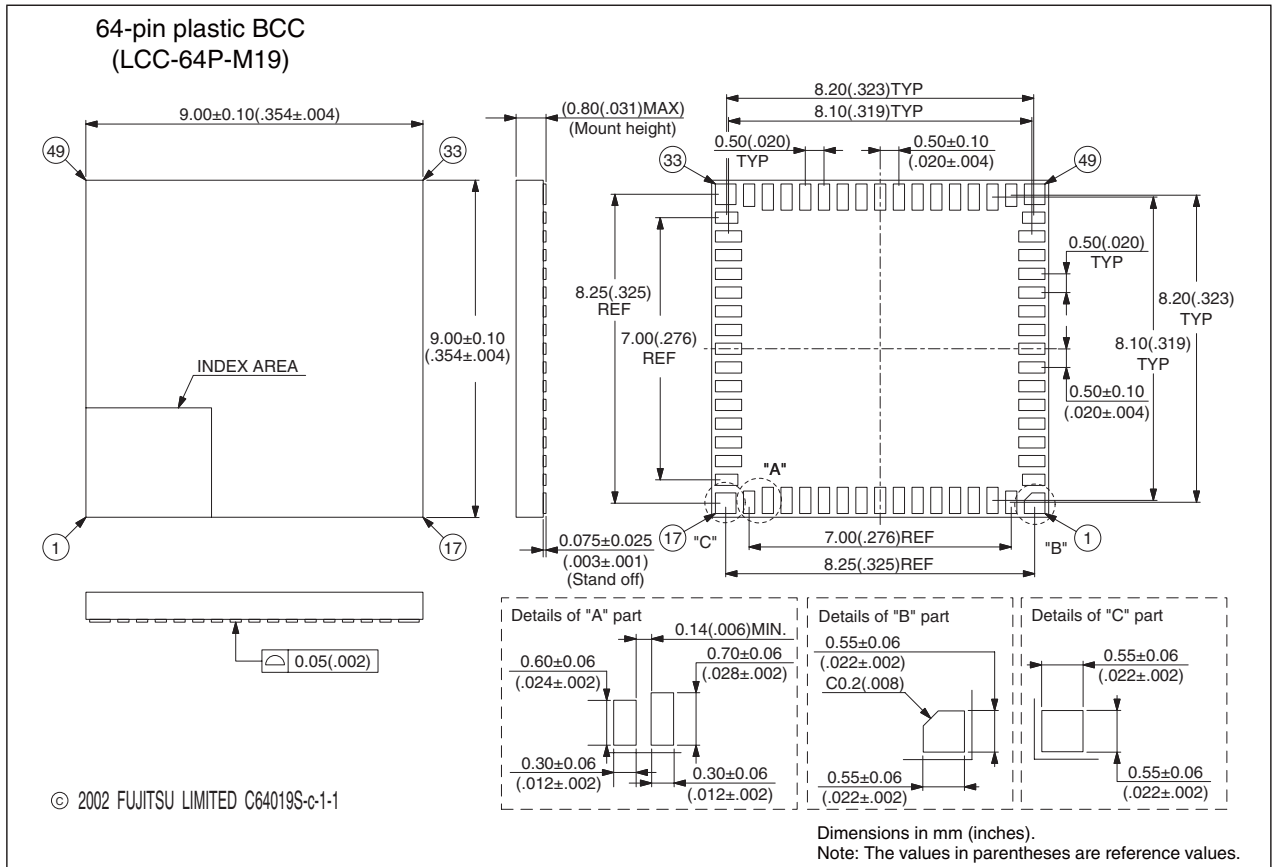 64-pin plastic BCC
(LCC-64P-M19)
9.00±0.10(.354±.004)
(0.80(.031)MAX)
(Mount height)
8.20(.323)TYP
8.10(.319)TYP
0.50(.020)
TYP
0.50±0.10
(.020±.004)
49
33
33
49
0.50(.020)
TYP
8.25(.325)
REF
7.00(.276)
REF
9.00±0.10
(.354±.004)
8.20(.323)
TYP
8.10(.319)
TYP
INDEX AREA
0.50±0.10
(.020±.004)
"A"
1
17
0.075±0.025
(.003±.001)
(Stand off)
17
"C"
7.00(.276)REF
"B"
1
8.25(.325)REF
0.05(.002)
Details of "A" part
0.14(.006)MIN.
0.60±0.06
(.024±.002)
0.70±0.06
(.028±.002)
0.30±0.06
(.012±.002)
0.30±0.06
(.012±.002)
Details of "B" part
0.55±0.06
(.022±.002)
C0.2(.008)
0.55±0.06
(.022±.002)
Details of "C" part
0.55±0.06
(.022±.002)
0.55±0.06
(.022±.002)
© 2002 FUJITSU LIMITED C64019S-c-1-1
Dimensions in mm (inches).
Note: The values in parentheses are reference values.